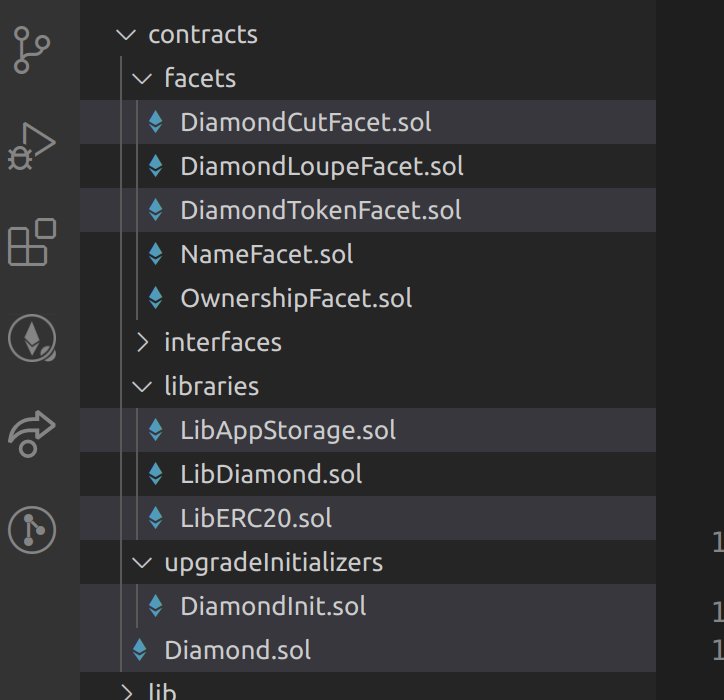 contracts
facets
DiamondCutFacet.sol
DiamondLoupeFacet.sol
DiamondTokenFacet.sol
NameFacet.sol
OwnershipFacet.sol
interfaces
libraries
LibAppStorage.sol
LibDiamond.sol
LibERC20.sol
1
upgradeInitializers
DiamondInit.sol
1
Diamond.sol
1
lib